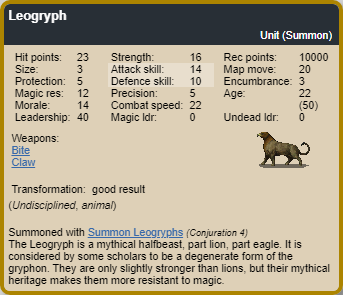 Leogryph
Unit (Summon)
Hit points: 23 Strength: 16 Rec points: 10000
Size: 3 Attack skill: 14 Map move: 20
Protection: 5 Defence skill: 10 Encumbrance: 3
Magic res: 12 Precision: 5 Age: 22
Morale: 14 Combat speed: 22 (50)
Leadership: 40 Magic ldr: 0 Undead ldr: 0
Weapons:
Bite
Claw
Transformation: good result
(Undisciplined, animal)
Summoned with Summon Leogryphs (Conjuration 4)
The Leogryph is a mythical halfbeast, part lion, part eagle. It is
considered by some scholars to be a degenerate form of the
gryphon. They are only slightly stronger than lions, but their mythical
heritage makes them more resistant to magic.